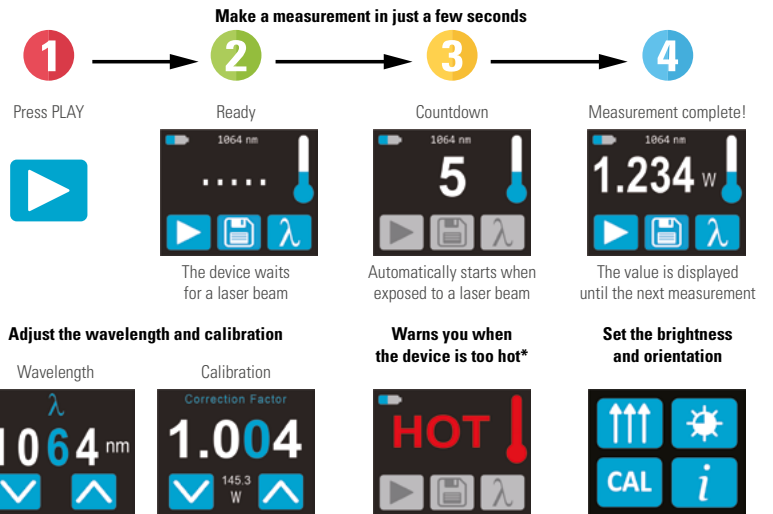 Make a measurement in just a few seconds
1
2
3
4
Press PLAY
Ready
Countdown
Measurement complete!
1064 nm
.....
λ
1064 nm
5
λ
1064 nm
1.234 W
λ
The device waits
for a laser beam
Automatically starts when
exposed to a laser beam
The value is displayed
until the next measurement
Adjust the wavelength and calibration
Warns you when
the device is too hot*
Set the brightness
and orientation
Wavelength
Calibration
λ
1064 nm
Correction Factor
1.004
145.3
W
HOT
λ
CAL
i